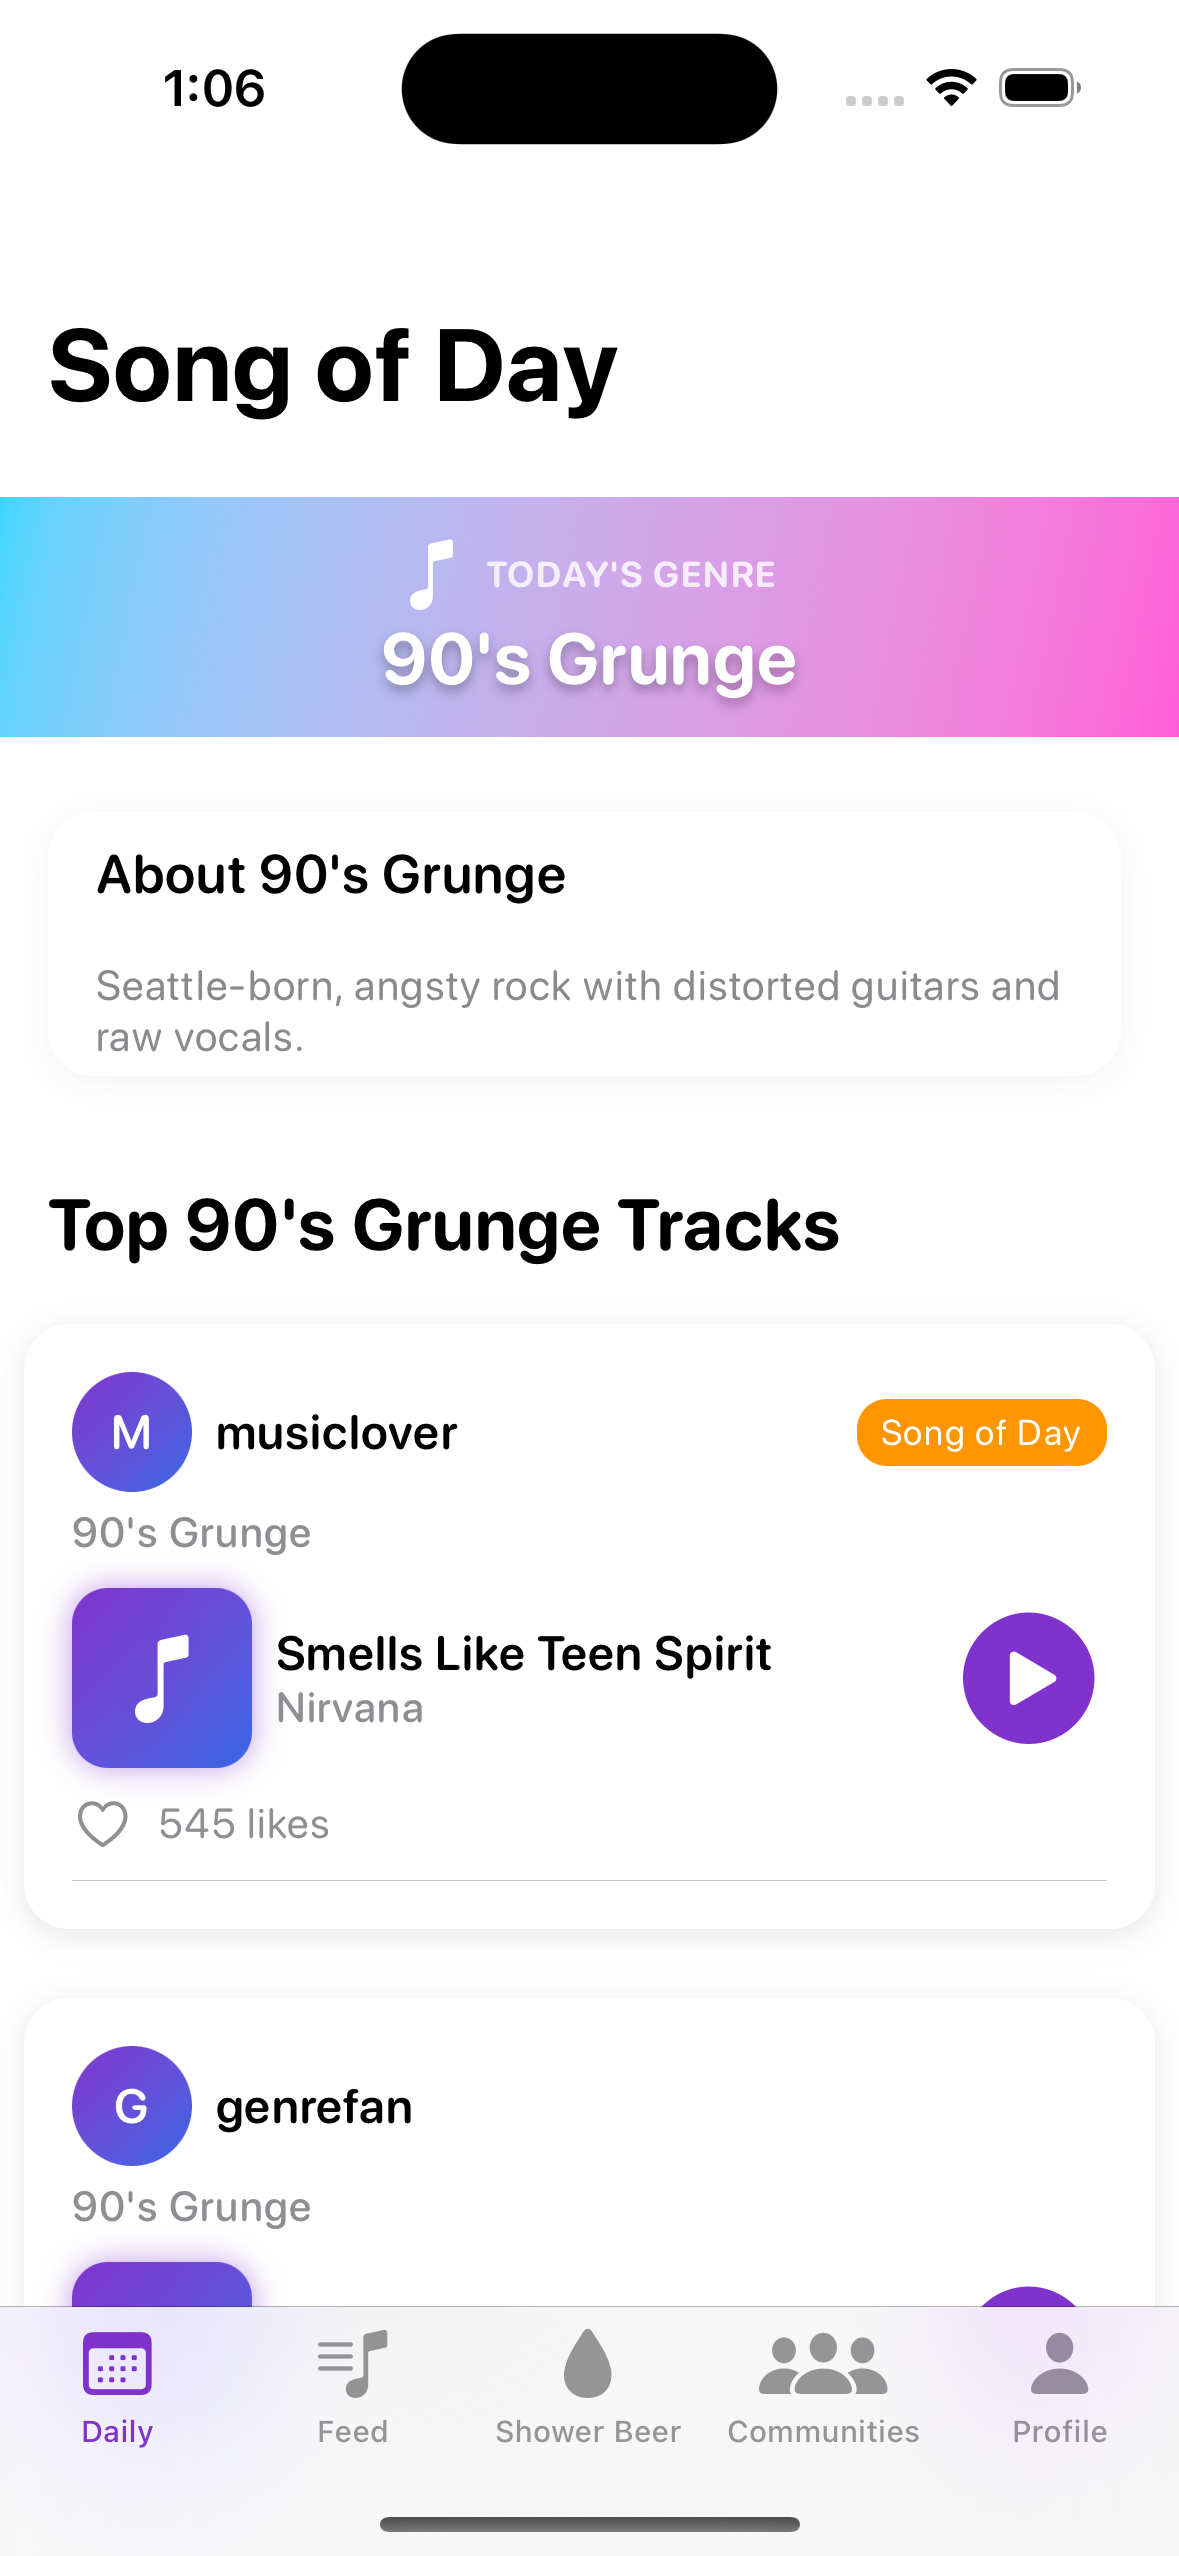 1:06
Song of Day
TODAY'S GENRE
90's Grunge
About 90's Grunge
Seattle-born, angsty rock with distorted guitars and
raw vocals.
Top 90's Grunge Tracks
M
musiclover
Song of Day
90's Grunge
Smells Like Teen Spirit
Nirvana
545 likes
G
genrefan
90's Grunge
Daily
Feed
Shower Beer
Communities
Profile